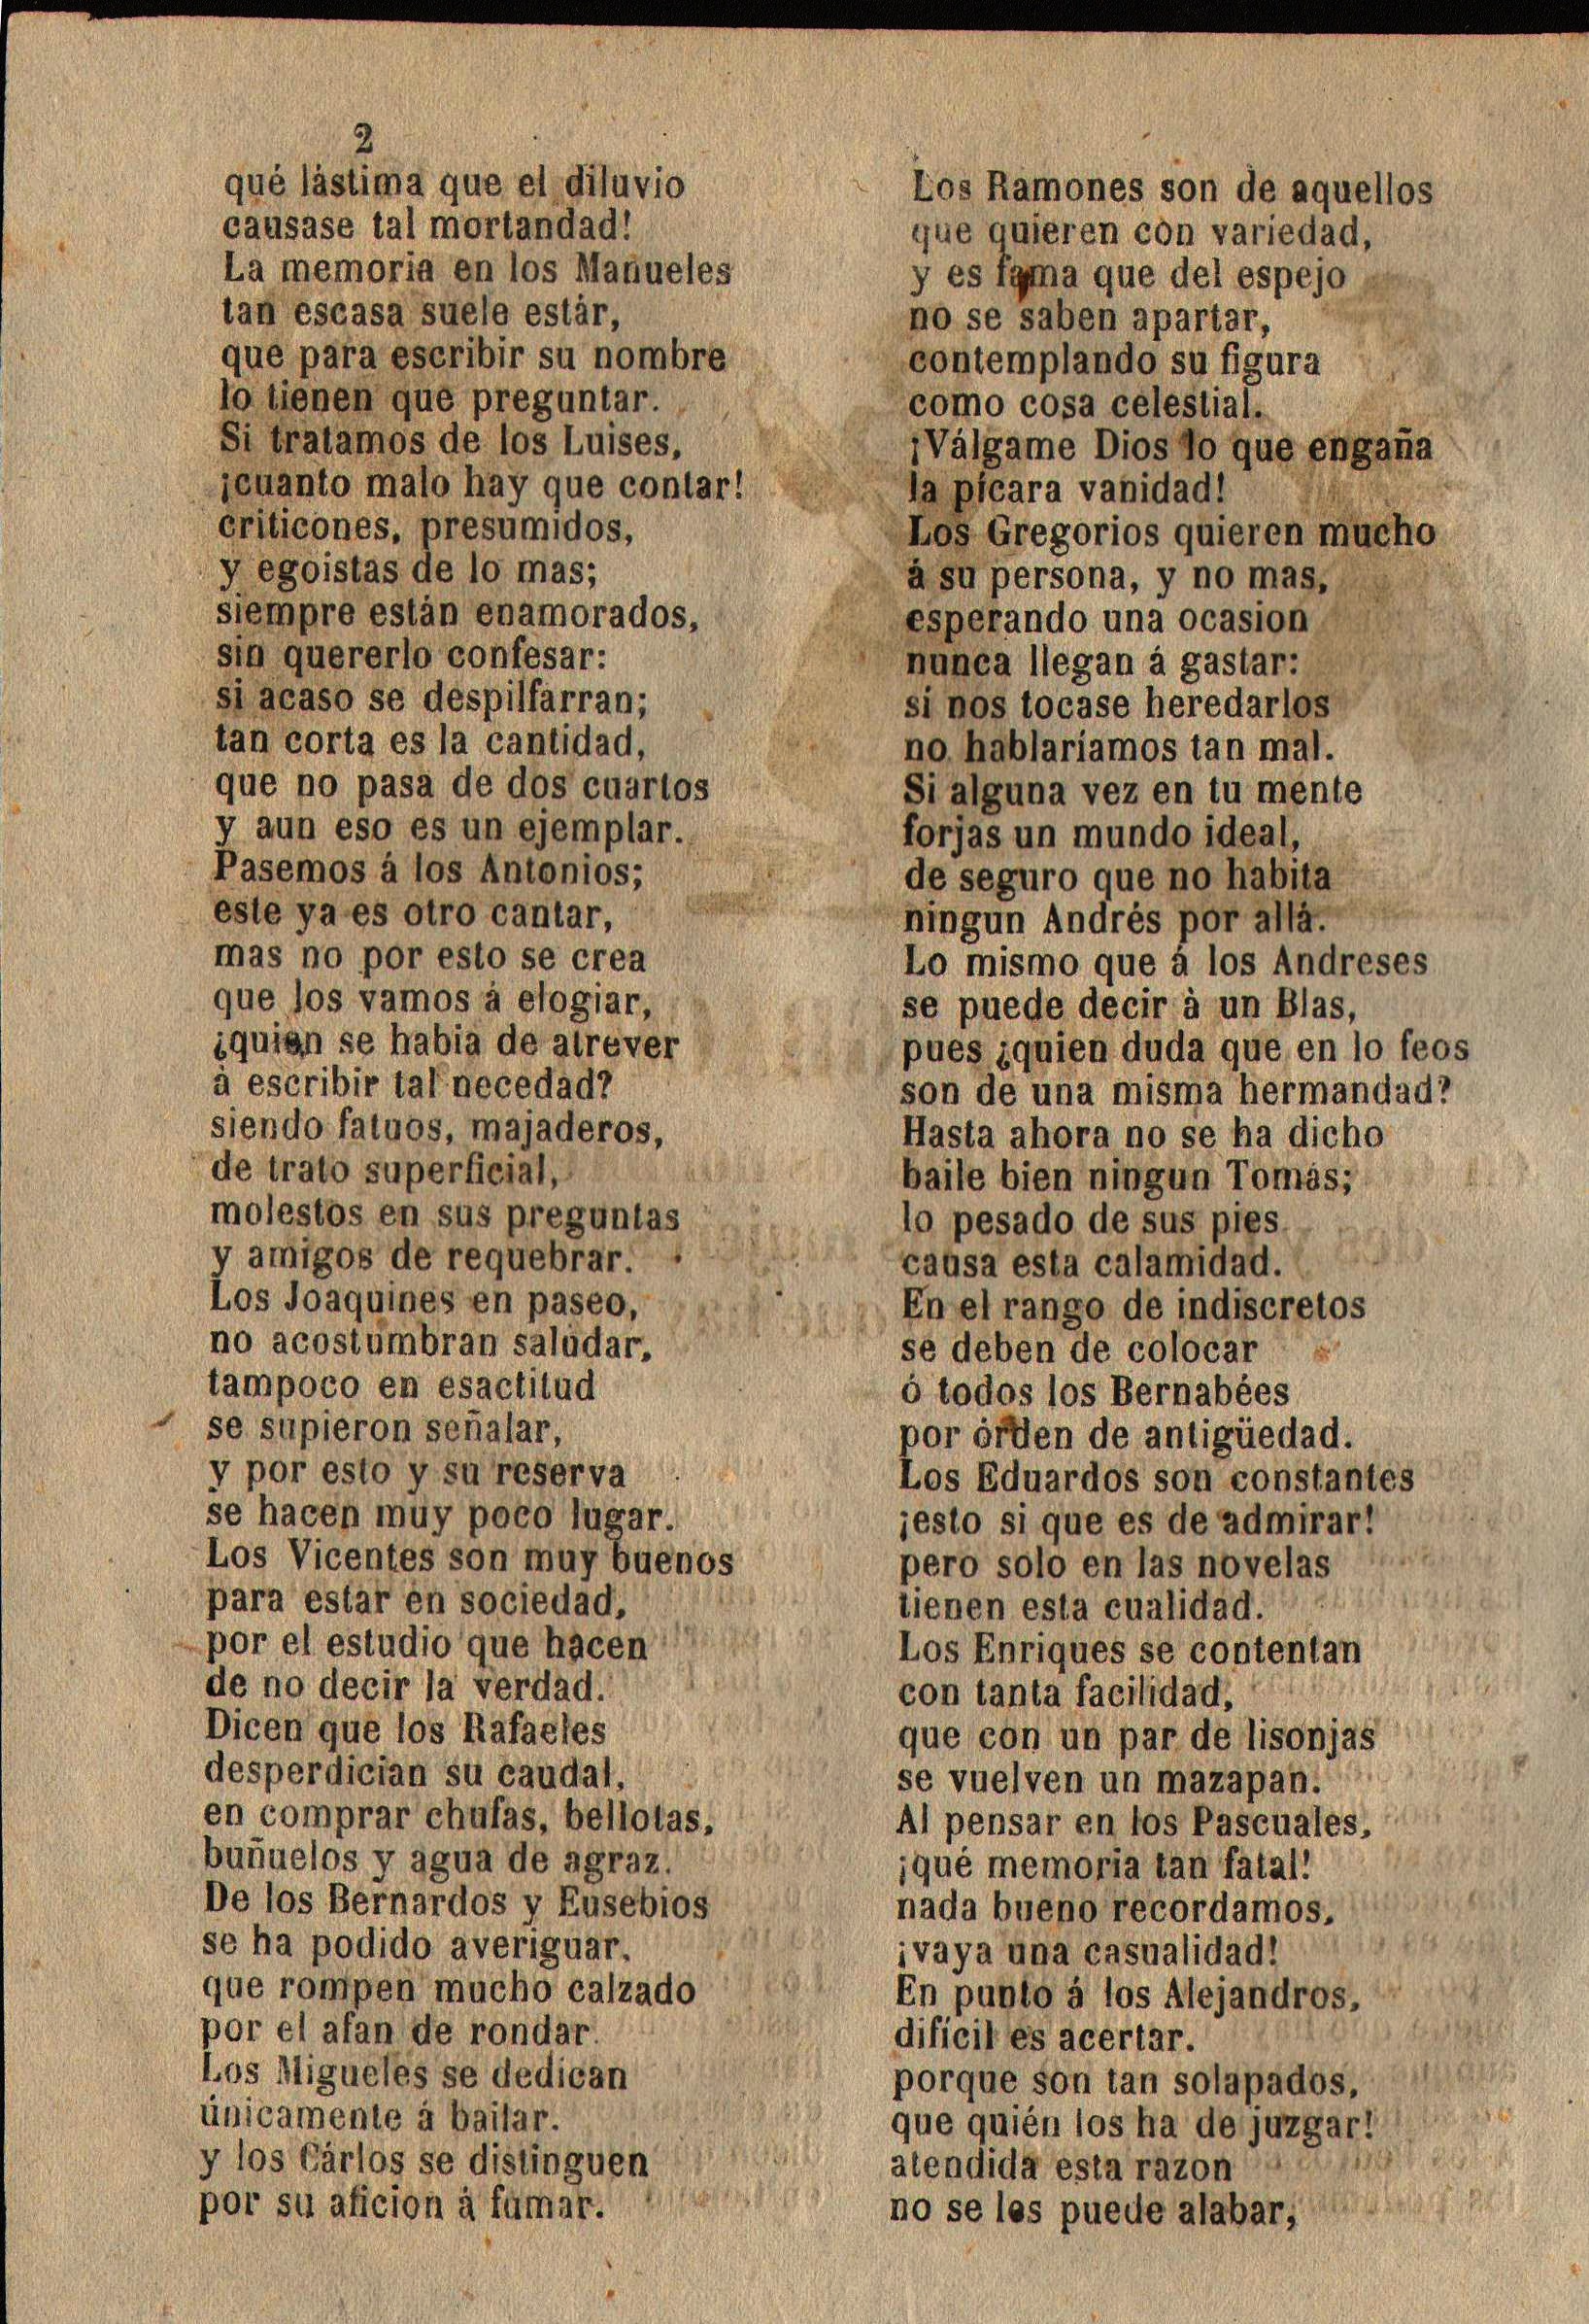 2
qué lástima que el diluvio
causase tal mortandad!
La memoria en los Manueles
tan escasa suele estár,
que para escribir su nombre
lo tienen que preguntar.
Si tratamos de los Luises,
¡cuanto malo hay que contar!
criticones, presumidos,
y egoistas de lo mas;
siempre están enamorados,
sin quererlo confesar:
si acaso se despilfarran;
tan corta es la cantidad,
que no pasa de dos cuartos
y aun eso es un ejemplar.
Pasemos á los Antonios;
este ya es otro cantar,
mas no por esto se crea
que los vamos á elogiar,
¿quien se habia de atrever
à escribir tal necedad?
siendo fatuos, majaderos,
de trato superficial,
molestos en sus preguntas
y amigos de requebrar.
Los Joaquines en paseo,
no acostumbran saludar,
tampoco en esactitud
se supieron señalar,
y por esto y su reserva
se hacen muy poco lugar.
Los Vicentes son muy buenos
para estar en sociedad,
por el estudio que hacen
de no decir la verdad.
Dicen que los Rafaeles
desperdician su caudal,
en comprar chufas, bellotas,
buñuelos y agua de agraz.
De los Bernardos y Eusebios
se ha podido averiguar,
que rompen mucho calzado
por el afan de rondar.
Los Migueles se dedican
únicamente á bailar.
y los Cárlos se distinguen
por su aficion á fumar.
Los Ramones son de aquellos
que quieren con variedad,
y es fama que del espejo
no se saben apartar,
contemplando su figura
como cosa celestial.
¡Válgame Dios lo que engaña
la pícara vanidad!
Los Gregorios quieren mucho
á su persona, y no mas,
esperando una ocasion
nunca llegan á gastar:
si nos tocase heredarlos
no hablaríamos tan mal.
Si alguna vez en tu mente
forjas un mundo ideal,
de seguro que no habita
ningun Andrés por allá.
Lo mismo que á los Andreses
se puede decir à un Blas,
pues ¿quien duda que en lo feos
son de una misma hermandad?
Hasta ahora no se ha dicho
baile bien ningun Tomás;
lo pesado de sus pies
causa esta calamidad.
En el rango de indiscretos
se deben de colocar
ó todos los Bernabées
por órden de antigüedad.
Los Eduardos son constantes
¡esto si que es de admirar!
pero solo en las novelas
tienen esta cualidad.
Los Enriques se contentan
con tanta facilidad,
que con un par de lisonjas
se vuelven un mazapan.
Al pensar en los Pascuales,
¡qué memoria tan fatal!
nada bueno recordamos,
¡vaya una casualidad!
En punto á los Alejandros,
difícil es acertar.
porque son tan solapados,
que quién los ha de juzgar!
atendida esta razon
no se les puede alabar,